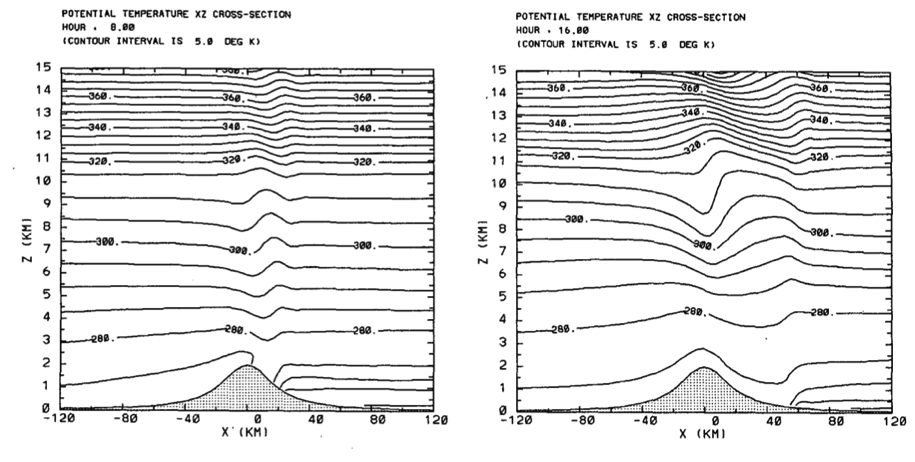 POTENTIAL TEMPERATURE XZ CROSS-SECTION
HOUR . 8.00
(CONTOUR INTERVAL IS 5.0 DEG K)
15
14
13
12
11
10
9
8
7
6
5
4
3
2
1
0
Z (KM)
360. 360. 360.
340. 340. 340.
320. 320. 320.
300. 300. 300.
280. 280. 280.
-120 -80 -40 0 40 80 120
X (KM)
POTENTIAL TEMPERATURE XZ CROSS-SECTION
HOUR . 16.00
(CONTOUR INTERVAL IS 5.0 DEG K)
15
14
13
12
11
10
9
8
7
6
5
4
3
2
1
0
Z (KM)
360. 360. 360.
340. 340. 340.
320. 320. 320.
300. 300. 300.
280. 280. 280.
-120 -80 -40 0 40 80 120
X (KM)